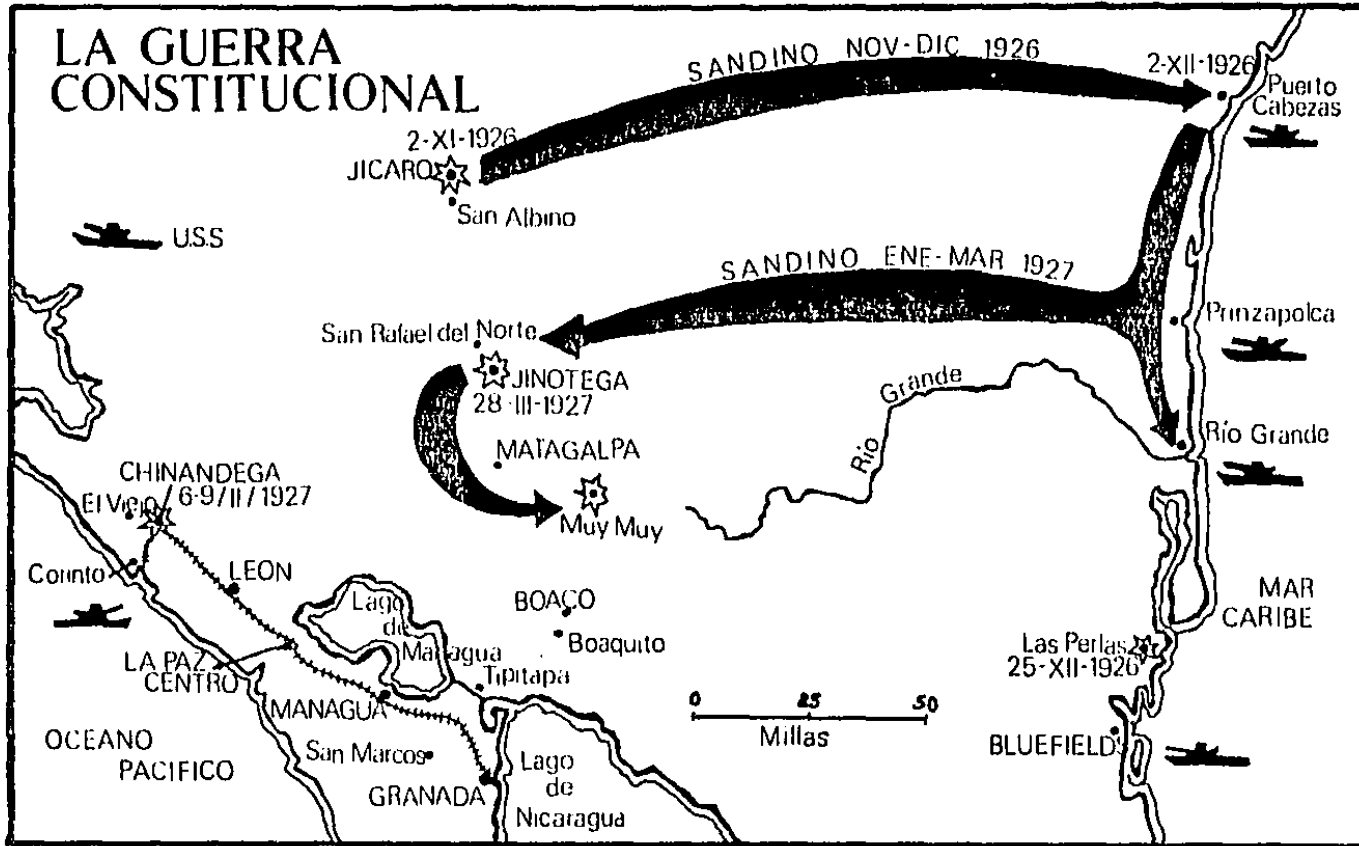 LA GUERRA
CONSTITUCIONAL
SANDINO NOV-DIC 1926
2-XII-1926
Puerto
Cabezas
2-XI-1926
JICARO
San Albino
U.S.S
SANDINO ENE-MAR 1927
San Rafael del Norte
Prinzapolca
JINOTEGA
28-III-1927
Río Grande
Río Grande
MATAGALPA
CHINANDEGA
6-9/II/1927
El Viejo
Muy Muy
Corinto
LEON
Lago
de
Managua
BOACO
Boaquito
MAR
CARIBE
Las Perlas
25-XII-1926
LA PAZ
CENTRO
Tipitapa
MANAGUA
0 25 50
Millas
OCEANO
PACIFICO
San Marcos
BLUEFIELDS
GRANADA
Lago
de
Nicaragua